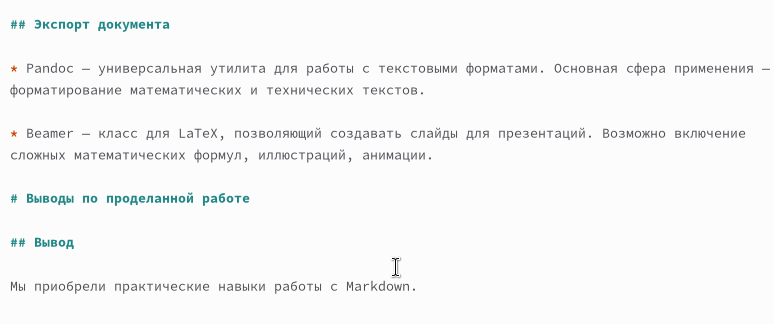 ## Экспорт документа
* Pandoc — универсальная утилита для работы с текстовыми форматами. Основная сфера применения —
форматирование математических и технических текстов.
* Beamer — класс для LaTeX, позволяющий создавать слайды для презентаций. Возможно включение
сложных математических формул, иллюстраций, анимации.
# Выводы по проделанной работе
## Вывод
Мы приобрели практические навыки работы с Markdown.